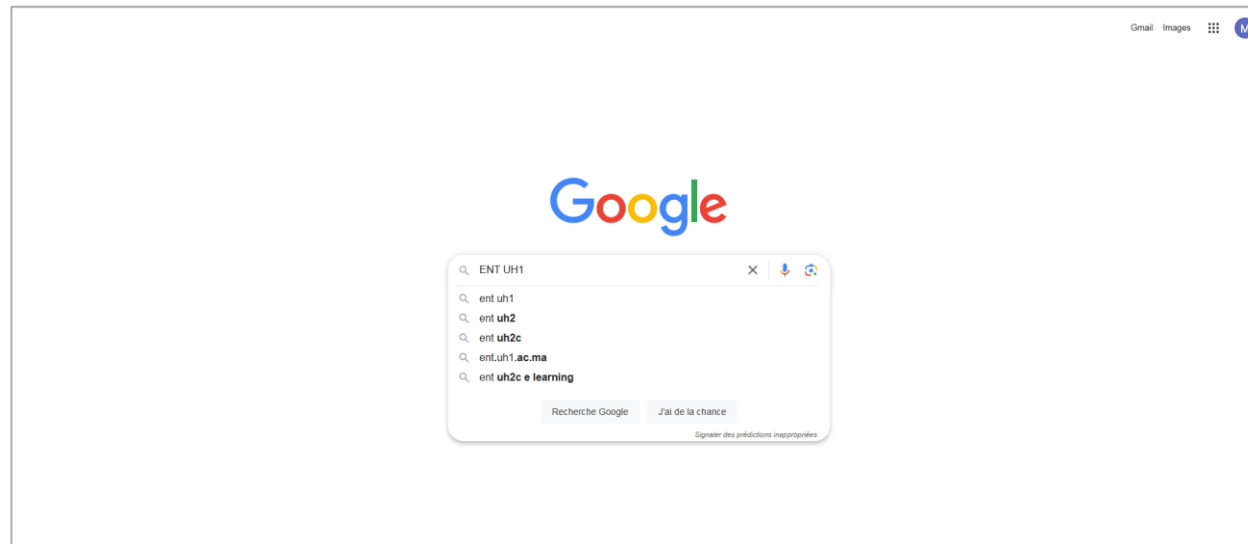 Gmail Images
M
Google
ENT UH1
ent uh1
ent uh2
ent uh2c
ent.uh1.ac.ma
ent uh2c e learning
Recherche Google J'ai de la chance
Signaler des prédictions inappropriées